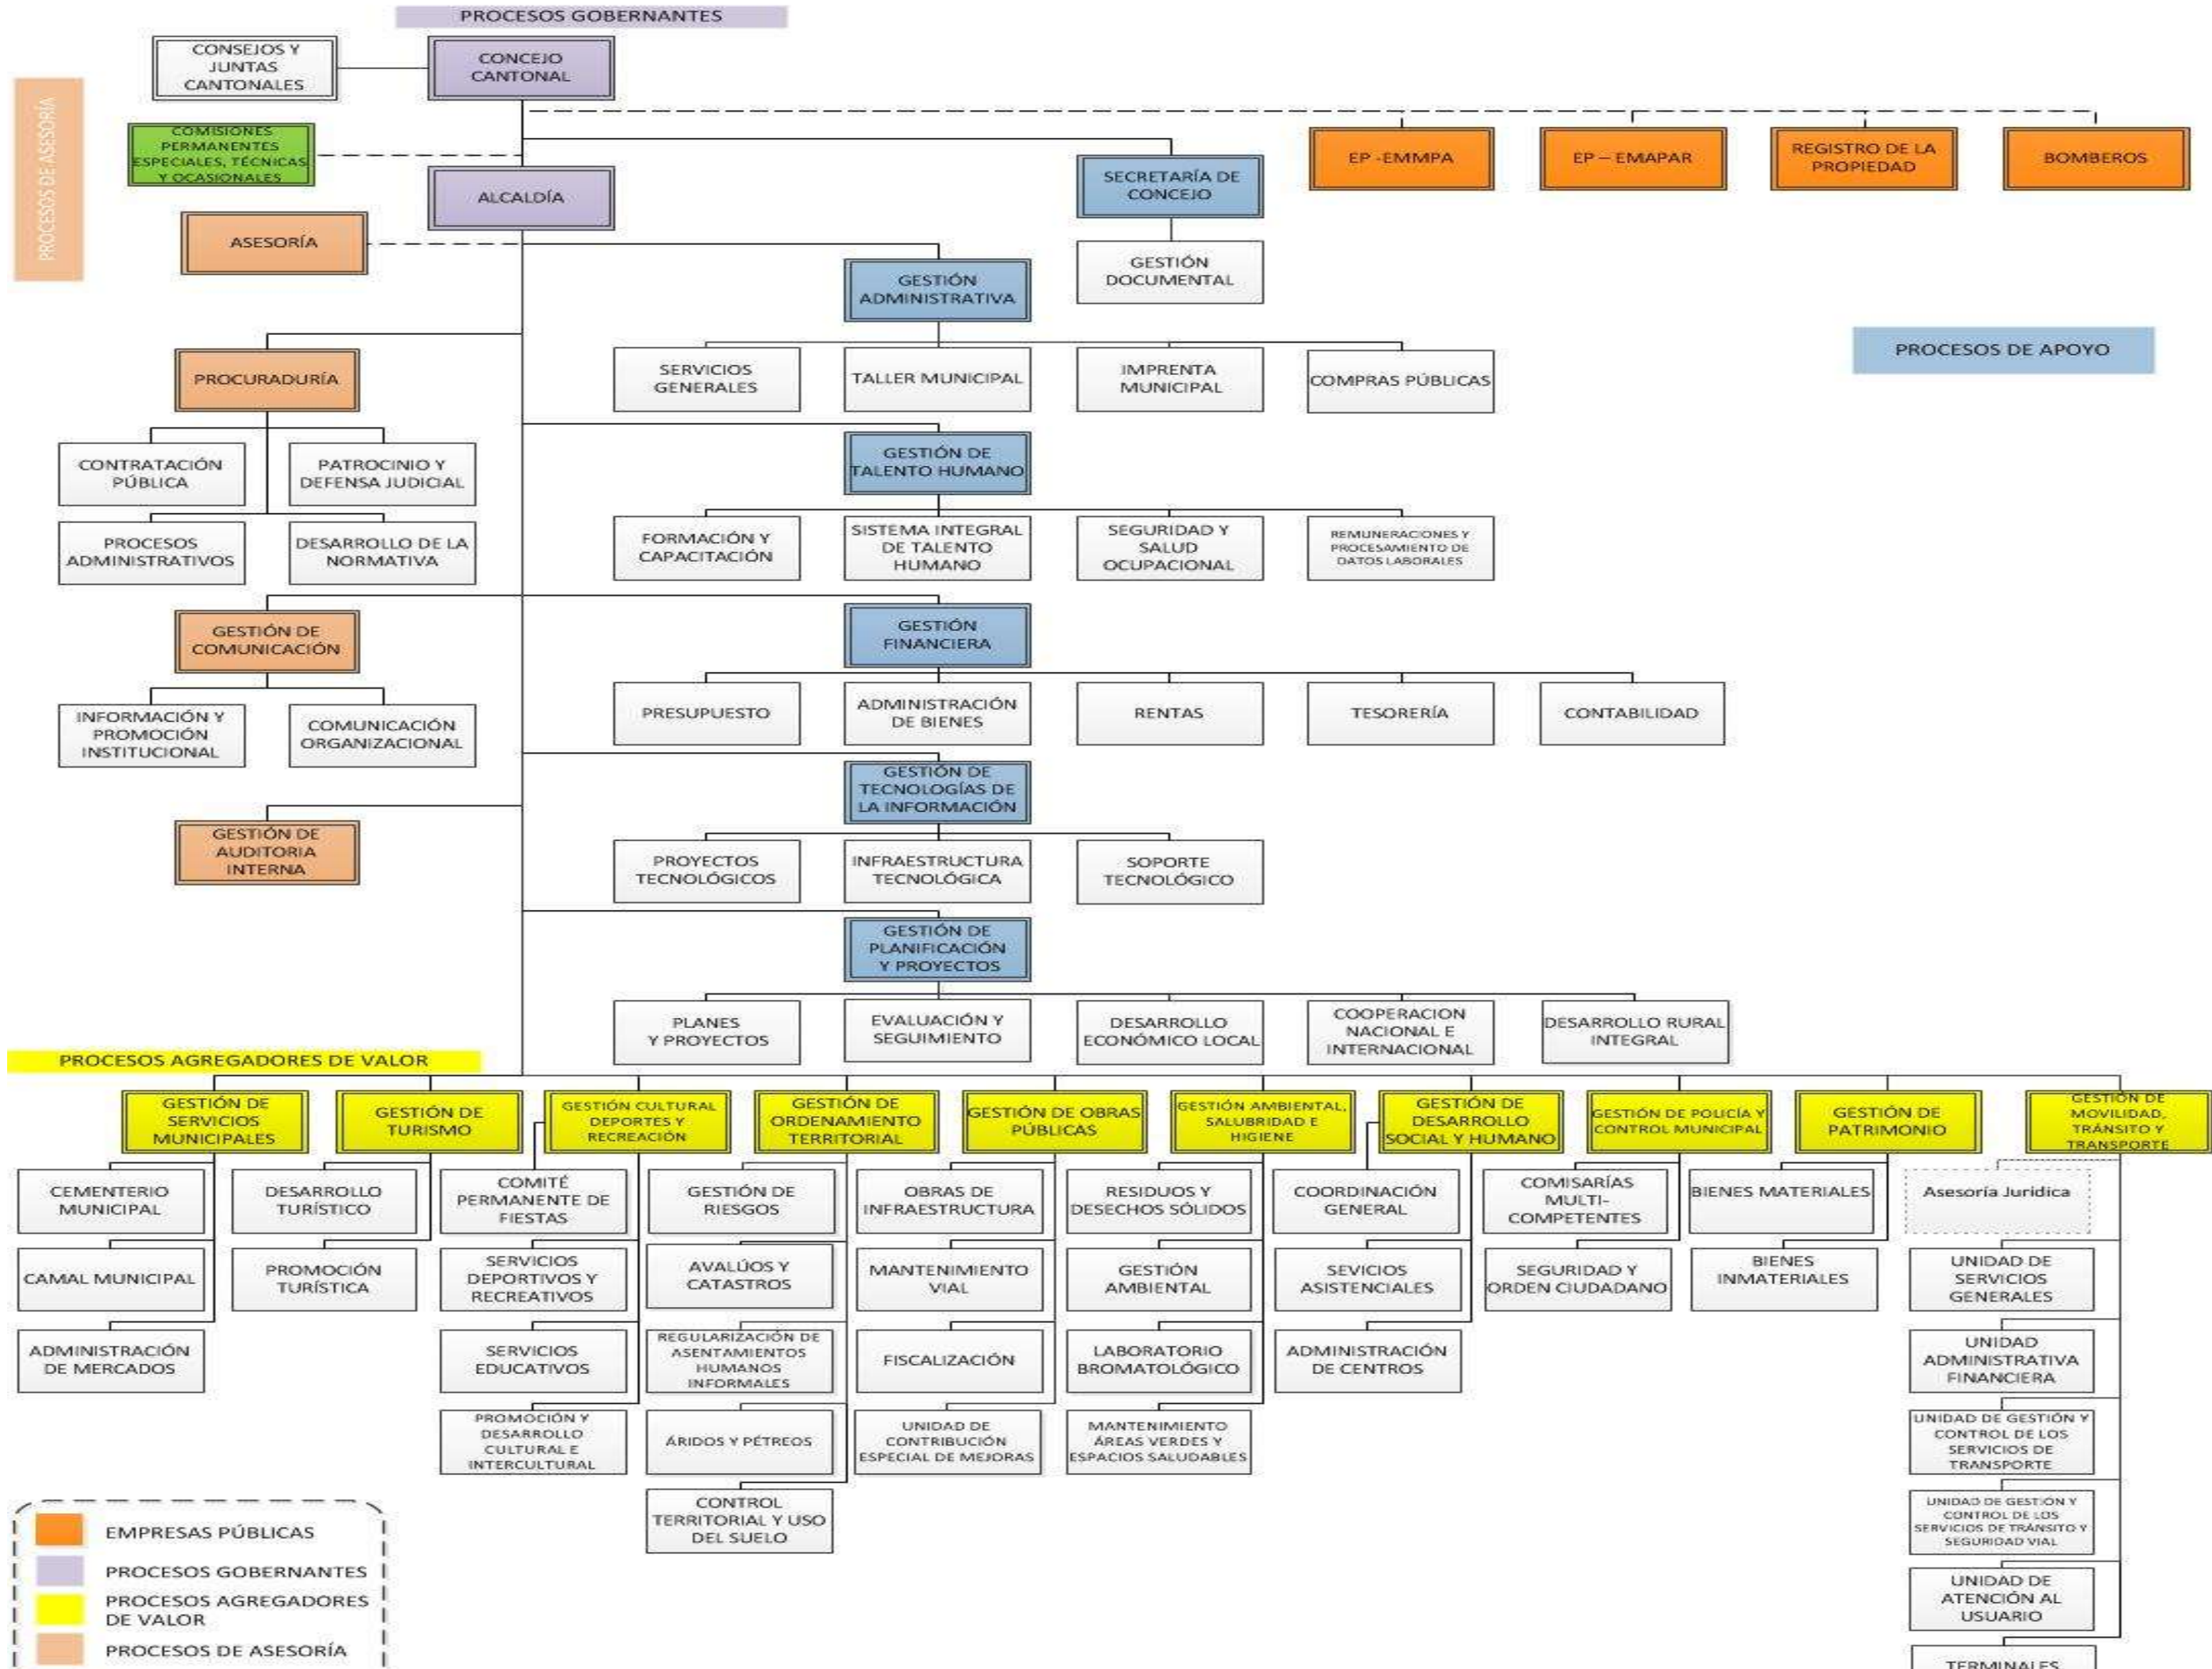 PROCESOS GOBERNANTES
CONSEJOS Y
JUNTAS
CANTONALES
CONCEJO
CANTONAL
PROCESOS DE ASESORÍA
COMISIONES
PERMANENTES
ESPECIALES, TÉCNICAS
Y OCASIONALES
EP -EMMPA
EP – EMAPAR
REGISTRO DE LA
PROPIEDAD
BOMBEROS
ALCALDÍA
SECRETARÍA DE
CONCEJO
ASESORÍA
GESTIÓN
DOCUMENTAL
GESTIÓN
ADMINISTRATIVA
PROCESOS DE APOYO
PROCURADURÍA
SERVICIOS
GENERALES
TALLER MUNICIPAL
IMPRENTA
MUNICIPAL
COMPRAS PÚBLICAS
CONTRATACIÓN
PÚBLICA
PATROCINIO Y
DEFENSA JUDICIAL
GESTIÓN DE
TALENTO HUMANO
PROCESOS
ADMINISTRATIVOS
DESARROLLO DE LA
NORMATIVA
FORMACIÓN Y
CAPACITACIÓN
SISTEMA INTEGRAL
DE TALENTO
HUMANO
SEGURIDAD Y
SALUD
OCUPACIONAL
REMUNERACIONES Y
PROCESAMIENTO DE
DATOS LABORALES
GESTIÓN DE
COMUNICACIÓN
GESTIÓN
FINANCIERA
INFORMACIÓN Y
PROMOCIÓN
INSTITUCIONAL
COMUNICACIÓN
ORGANIZACIONAL
PRESUPUESTO
ADMINISTRACIÓN
DE BIENES
RENTAS
TESORERÍA
CONTABILIDAD
GESTIÓN DE
TECNOLOGÍAS DE
LA INFORMACIÓN
GESTIÓN DE
AUDITORIA
INTERNA
PROYECTOS
TECNOLÓGICOS
INFRAESTRUCTURA
TECNOLÓGICA
SOPORTE
TECNOLÓGICO
GESTIÓN DE
PLANIFICACIÓN
Y PROYECTOS
PLANES
Y PROYECTOS
EVALUACIÓN Y
SEGUIMIENTO
DESARROLLO
ECONÓMICO LOCAL
COOPERACION
NACIONAL E
INTERNACIONAL
DESARROLLO RURAL
INTEGRAL
PROCESOS AGREGADORES DE VALOR
GESTIÓN DE
SERVICIOS
MUNICIPALES
GESTIÓN DE
TURISMO
GESTIÓN CULTURAL
DEPORTES Y
RECREACIÓN
GESTIÓN DE
ORDENAMIENTO
TERRITORIAL
GESTIÓN DE OBRAS
PÚBLICAS
GESTIÓN AMBIENTAL,
SALUBRIDAD E
HIGIENE
GESTIÓN DE
DESARROLLO
SOCIAL Y HUMANO
GESTIÓN DE POLICÍA Y
CONTROL MUNICIPAL
GESTIÓN DE
PATRIMONIO
GESTIÓN DE
MOVILIDAD,
TRÁNSITO Y
TRANSPORTE
CEMENTERIO
MUNICIPAL
DESARROLLO
TURÍSTICO
COMITÉ
PERMANENTE DE
FIESTAS
GESTIÓN DE
RIESGOS
OBRAS DE
INFRAESTRUCTURA
RESIDUOS Y
DESECHOS SÓLIDOS
COORDINACIÓN
GENERAL
COMISARÍAS
MULTI-
COMPETENTES
BIENES MATERIALES
Asesoría Juridica
CAMAL MUNICIPAL
PROMOCIÓN
TURÍSTICA
SERVICIOS
DEPORTIVOS Y
RECREATIVOS
AVALÚOS Y
CATASTROS
MANTENIMIENTO
VIAL
GESTIÓN
AMBIENTAL
SEVICIOS
ASISTENCIALES
SEGURIDAD Y
ORDEN CIUDADANO
BIENES
INMATERIALES
UNIDAD DE
SERVICIOS
GENERALES
ADMINISTRACIÓN
DE MERCADOS
SERVICIOS
EDUCATIVOS
REGULARIZACIÓN DE
ASENTAMIENTOS
HUMANOS
INFORMALES
FISCALIZACIÓN
LABORATORIO
BROMATOLÓGICO
ADMINISTRACIÓN
DE CENTROS
UNIDAD
ADMINISTRATIVA
FINANCIERA
PROMOCIÓN Y
DESARROLLO
CULTURAL E
INTERCULTURAL
ÁRIDOS Y PÉTREOS
UNIDAD DE
CONTRIBUCIÓN
ESPECIAL DE MEJORAS
MANTENIMIENTO
ÁREAS VERDES Y
ESPACIOS SALUDABLES
UNIDAD DE GESTIÓN Y
CONTROL DE LOS
SERVICIOS DE
TRANSPORTE
CONTROL
TERRITORIAL Y USO
DEL SUELO
UNIDAD DE GESTIÓN Y
CONTROL DE LOS
SERVICIOS DE TRÁNSITO Y
SEGURIDAD VIAL
UNIDAD DE
ATENCIÓN AL
USUARIO
TERMINALES
EMPRESAS PÚBLICAS
PROCESOS GOBERNANTES
PROCESOS AGREGADORES
DE VALOR
PROCESOS DE ASESORÍA